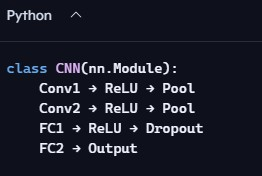 Python
class CNN(nn.Module):
Conv1 → ReLU → Pool
Conv2 → ReLU → Pool
FC1 → ReLU → Dropout
FC2 → Output